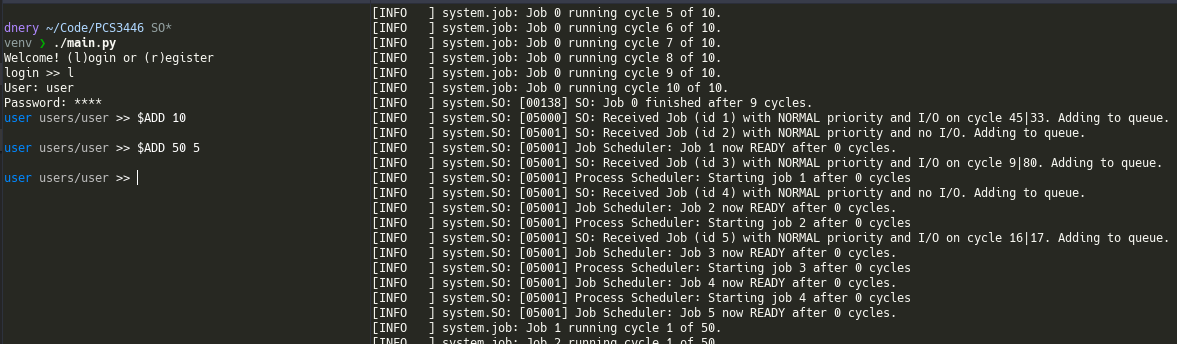 dnery ~/Code/PCS3446 SO*
venv ❯ ./main.py
Welcome! (l)ogin or (r)egister
login >> l
User: user
Password: ****
user users/user >> $ADD 10
user users/user >> $ADD 50 5
user users/user >>
[INFO   ] system.job: Job 0 running cycle 5 of 10.
[INFO   ] system.job: Job 0 running cycle 6 of 10.
[INFO   ] system.job: Job 0 running cycle 7 of 10.
[INFO   ] system.job: Job 0 running cycle 8 of 10.
[INFO   ] system.job: Job 0 running cycle 9 of 10.
[INFO   ] system.job: Job 0 running cycle 10 of 10.
[INFO   ] system.SO: [00138] SO: Job 0 finished after 9 cycles.
[INFO   ] system.SO: [05000] SO: Received Job (id 1) with NORMAL priority and I/O on cycle 45|33. Adding to queue.
[INFO   ] system.SO: [05001] SO: Received Job (id 2) with NORMAL priority and no I/O. Adding to queue.
[INFO   ] system.SO: [05001] Job Scheduler: Job 1 now READY after 0 cycles.
[INFO   ] system.SO: [05001] SO: Received Job (id 3) with NORMAL priority and I/O on cycle 9|80. Adding to queue.
[INFO   ] system.SO: [05001] Process Scheduler: Starting job 1 after 0 cycles
[INFO   ] system.SO: [05001] SO: Received Job (id 4) with NORMAL priority and no I/O. Adding to queue.
[INFO   ] system.SO: [05001] Job Scheduler: Job 2 now READY after 0 cycles.
[INFO   ] system.SO: [05001] Process Scheduler: Starting job 2 after 0 cycles
[INFO   ] system.SO: [05001] SO: Received Job (id 5) with NORMAL priority and I/O on cycle 16|17. Adding to queue.
[INFO   ] system.SO: [05001] Job Scheduler: Job 3 now READY after 0 cycles.
[INFO   ] system.SO: [05001] Process Scheduler: Starting job 3 after 0 cycles
[INFO   ] system.SO: [05001] Job Scheduler: Job 4 now READY after 0 cycles.
[INFO   ] system.SO: [05001] Process Scheduler: Starting job 4 after 0 cycles
[INFO   ] system.SO: [05001] Job Scheduler: Job 5 now READY after 0 cycles.
[INFO   ] system.job: Job 1 running cycle 1 of 50.
[INFO   ] system.job: Job 2 running cycle 1 of 50.